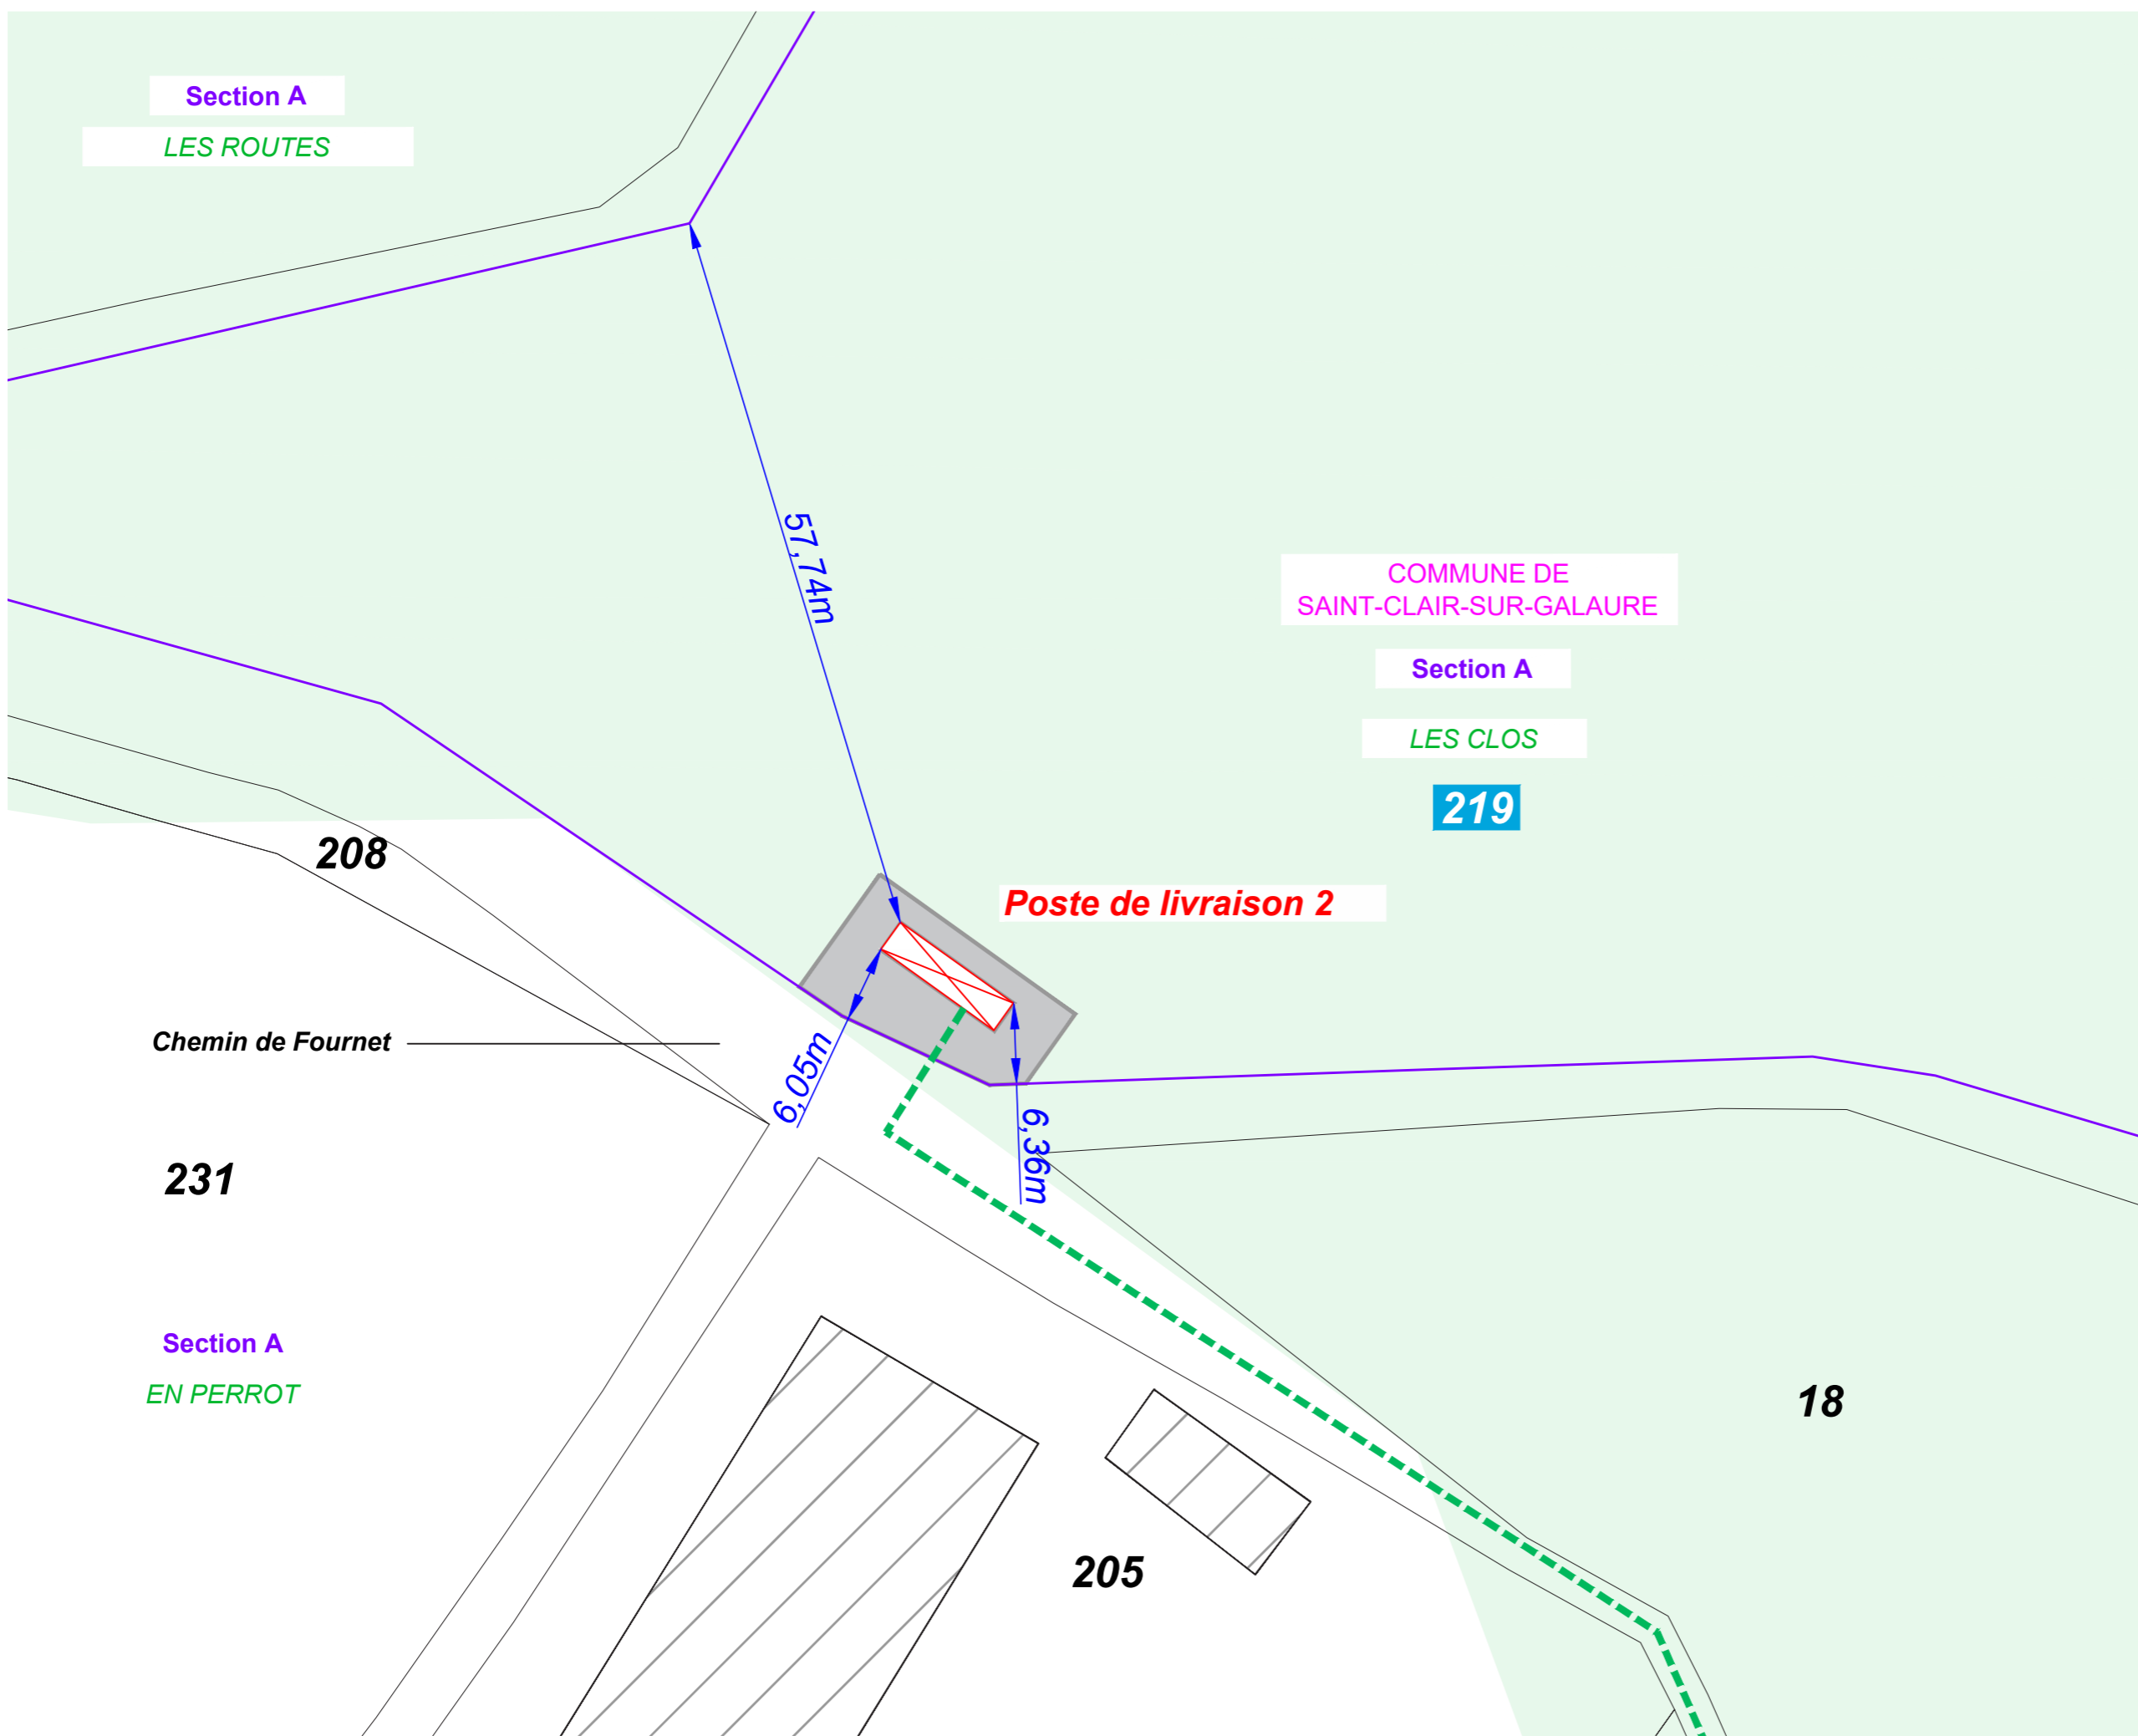 Section A
LES ROUTES
57,74m
COMMUNE DE
SAINT-CLAIR-SUR-GALAURE
Section A
LES CLOS
219
208
Poste de livraison 2
Chemin de Fournet
6,05m
6,36m
231
Section A
EN PERROT
18
205